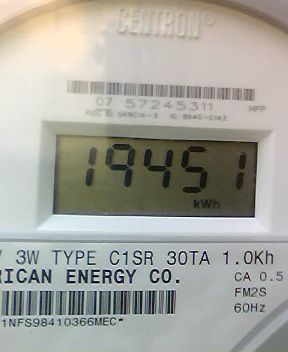 CENTRON®
07 57245311
19451
kWh
V 3W TYPE C1SR 30TA 1.0Kh
RICAN ENERGY CO.
CA 0.5
FM2S
60Hz
1NFS98410366MEC*